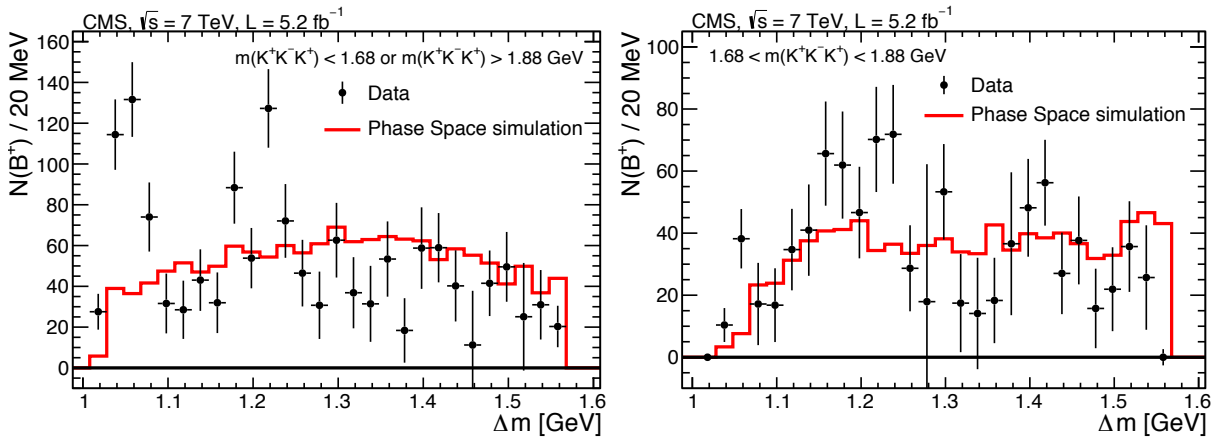 CMS, √s = 7 TeV, L = 5.2 fb⁻¹
m(K⁺K⁻K⁺) < 1.68 or m(K⁺K⁻K⁺) > 1.88 GeV
Data
Phase Space simulation
N(B⁺) / 20 MeV
160
140
120
100
80
60
40
20
0
1 1.1 1.2 1.3 1.4 1.5 1.6
Δm [GeV]
CMS, √s = 7 TeV, L = 5.2 fb⁻¹
1.68 < m(K⁺K⁻K⁺) < 1.88 GeV
Data
Phase Space simulation
N(B⁺) / 20 MeV
100
80
60
40
20
0
1 1.1 1.2 1.3 1.4 1.5 1.6
Δm [GeV]